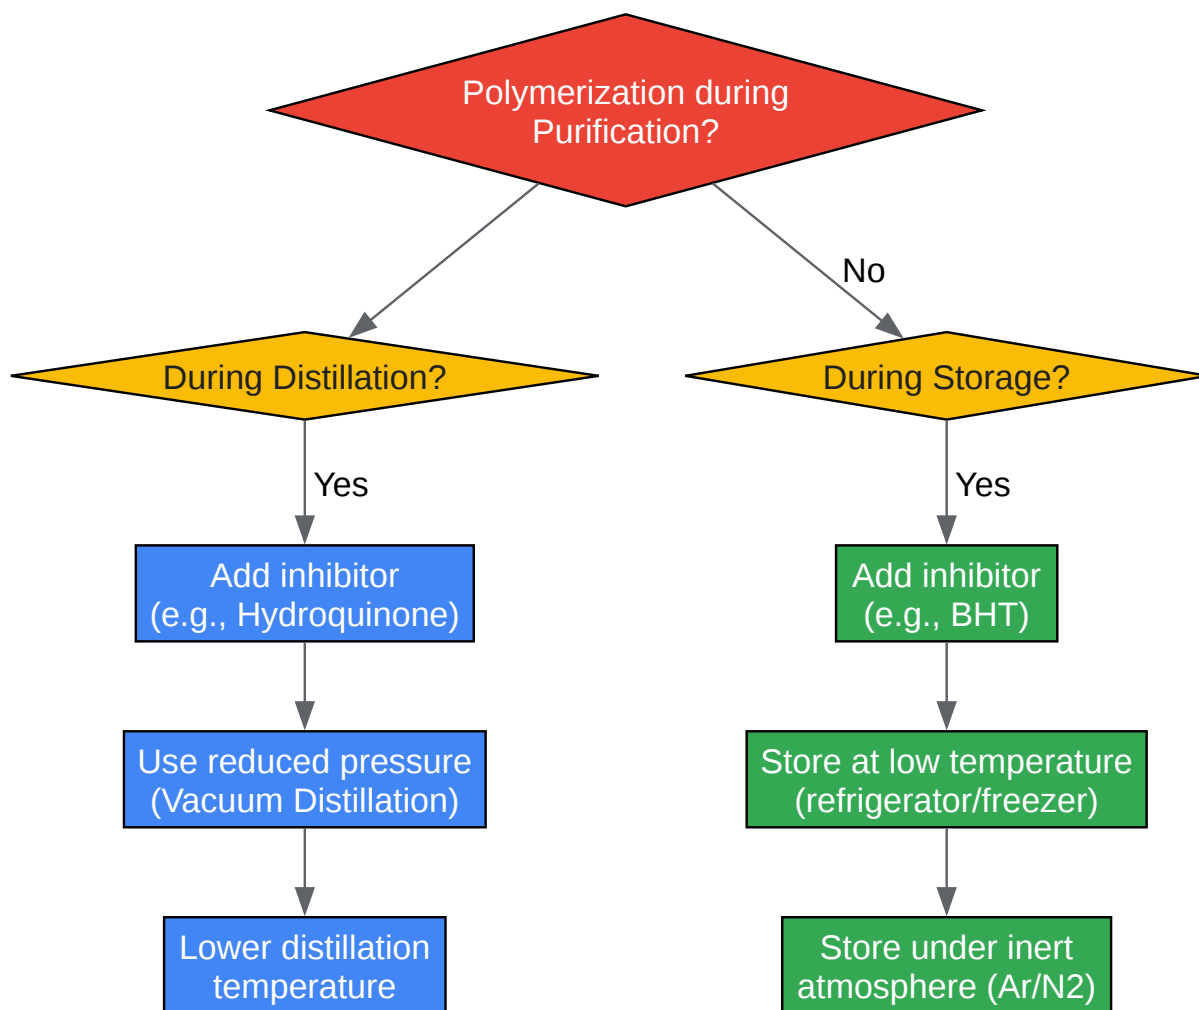 Polymerization during
Purification?
No
During Distillation?
During Storage?
Yes
Yes
Add inhibitor
(e.g., Hydroquinone)
Add inhibitor
(e.g., BHT)
Use reduced pressure
(Vacuum Distillation)
Store at low temperature
(refrigerator/freezer)
Lower distillation
temperature
Store under inert
atmosphere (Ar/N2)